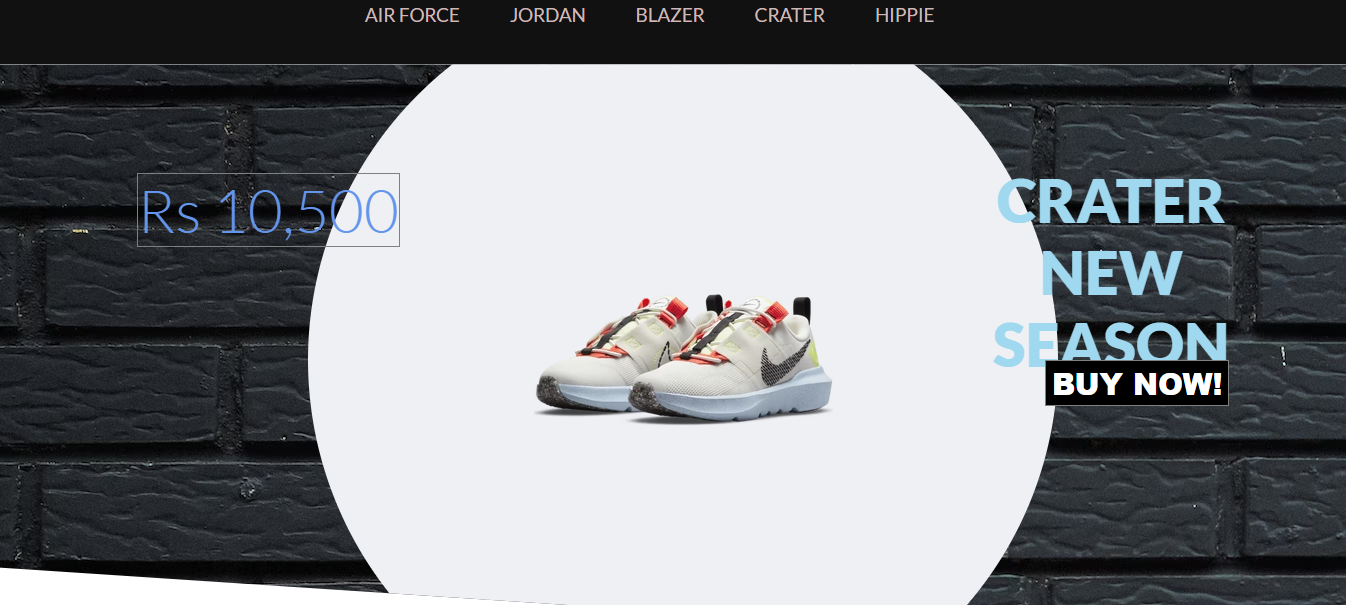 AIR FORCE JORDAN BLAZER CRATER HIPPIE
Rs 10,500
CRATER
NEW
SEASON
BUY NOW!